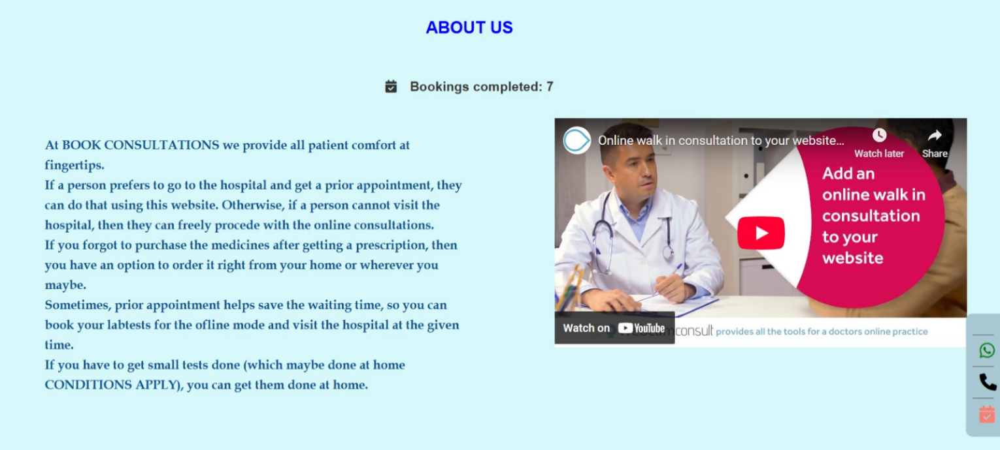 ABOUT US
Bookings completed: 7
At BOOK CONSULTATIONS we provide all patient comfort at
fingertips.
If a person prefers to go to the hospital and get a prior appointment, they
can do that using this website. Otherwise, if a person cannot visit the
hospital, then they can freely procede with the online consultations.
If you forgot to purchase the medicines after getting a prescription, then
you have an option to order it right from your home or wherever you
maybe.
Sometimes, prior appointment helps save the waiting time, so you can
book your labtests for the ofline mode and visit the hospital at the given
time.
If you have to get small tests done (which maybe done at home
CONDITIONS APPLY), you can get them done at home.
Online walk in consultation to your website...
Watch later
Share
Add an
online walk in
consultation
to your
website
Watch on YouTube
consult provides all the tools for a doctors online practice